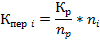 Кпер i = Кр / nр * ni